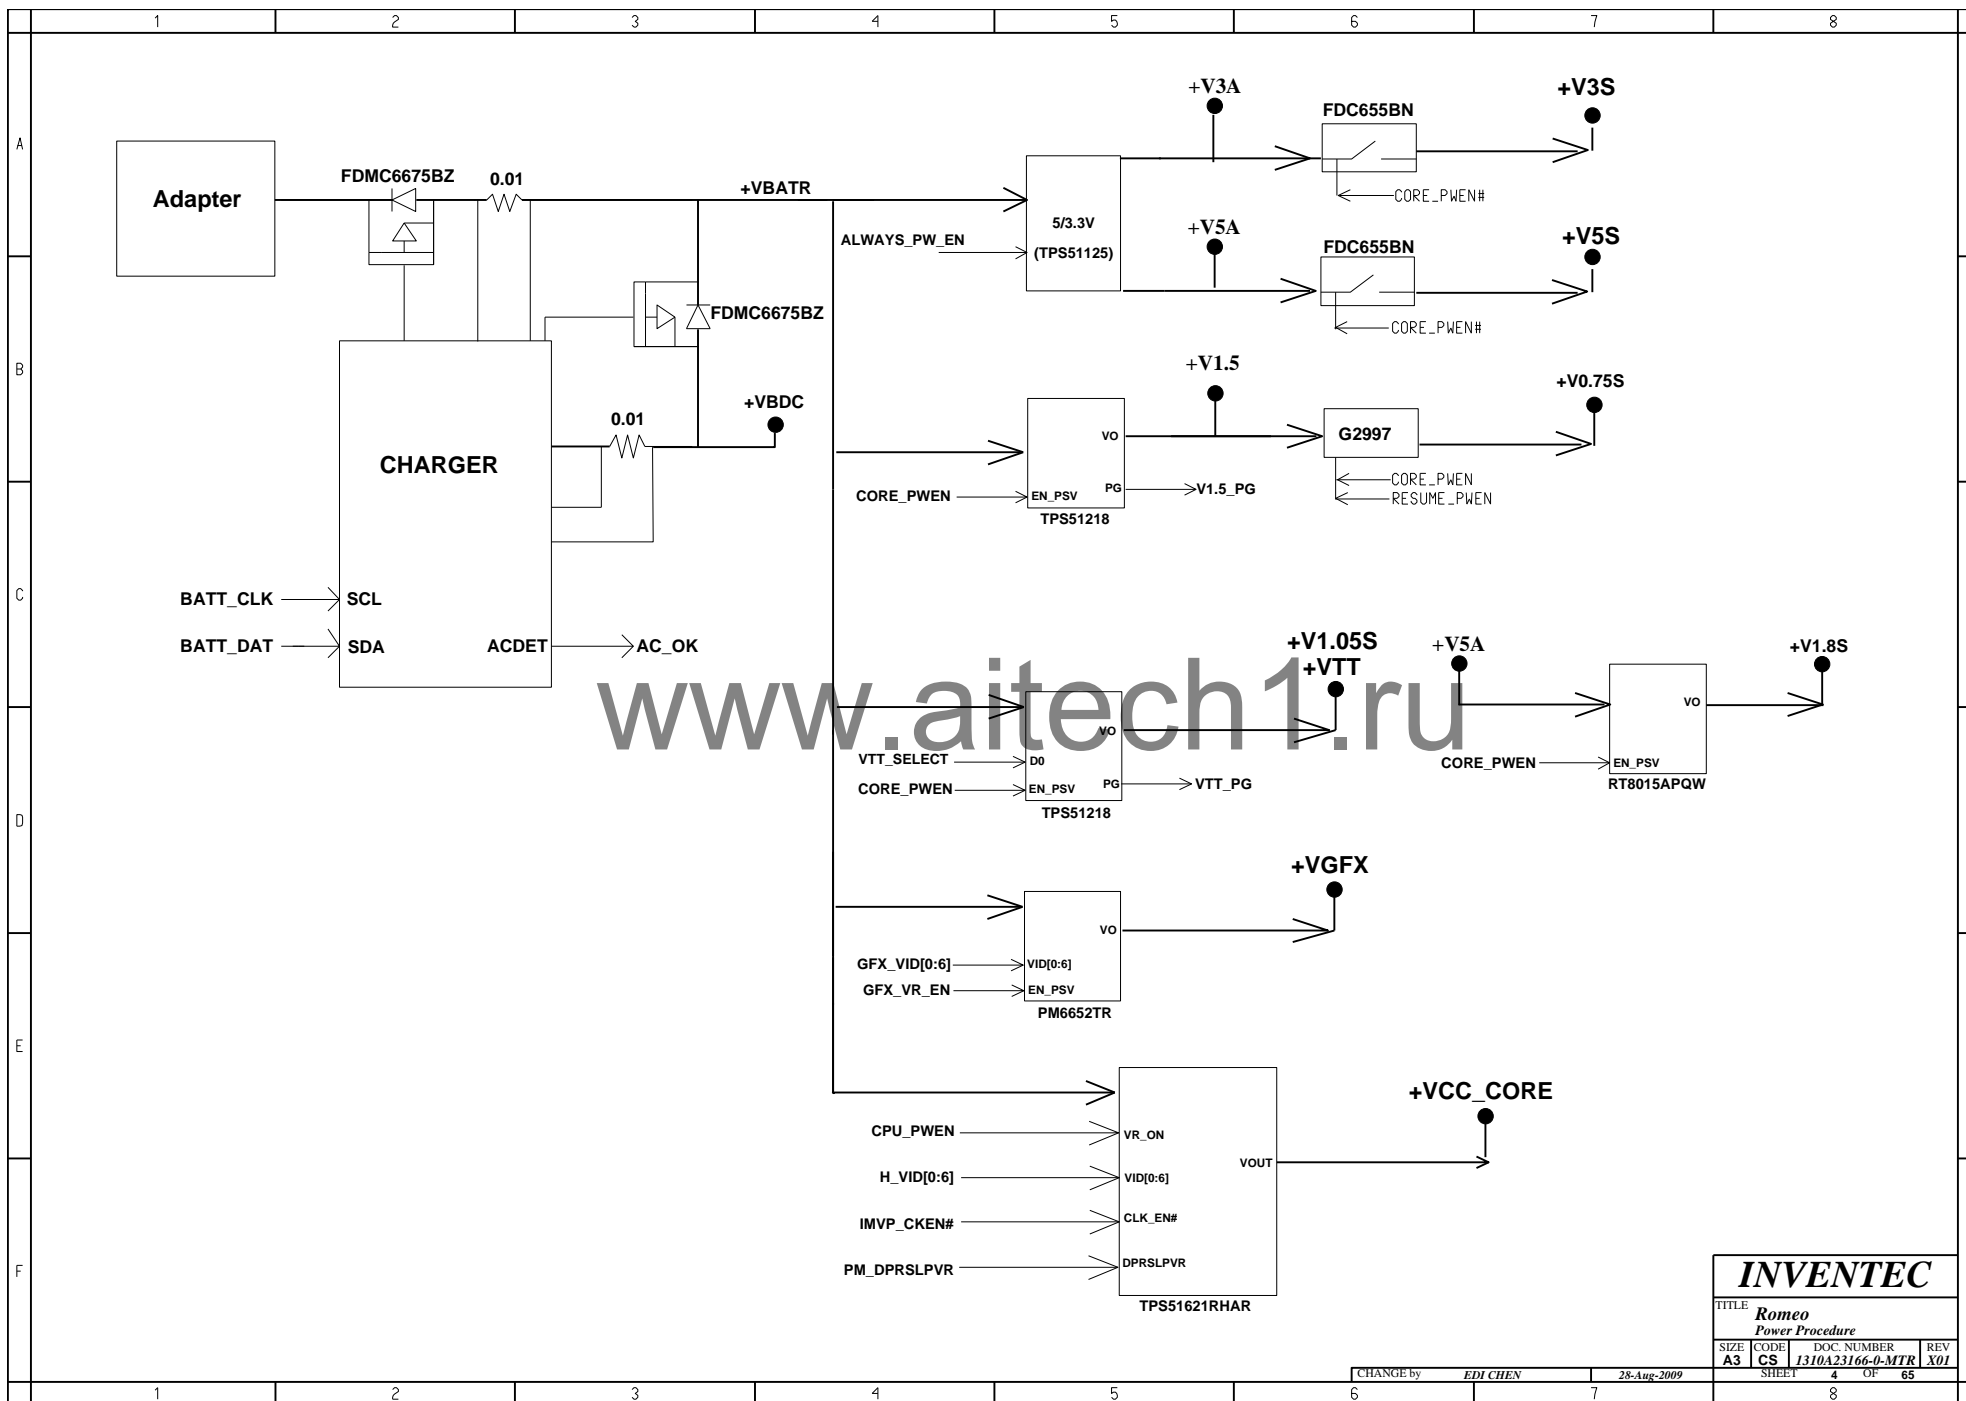 1 2 3 4 5 6 7 8
A
B
C
D
E
F
Adapter
FDMC6675BZ
0.01
+VBATR
FDMC6675BZ
ALWAYS_PW_EN
5/3.3V
(TPS51125)
+V3A
FDC655BN
+V3S
CORE_PWEN#
+V5A
FDC655BN
+V5S
CORE_PWEN#
CHARGER
0.01
+VBDC
BATT_CLK
SCL
BATT_DAT
SDA
ACDET
AC_OK
+V1.5
VO
CORE_PWEN
EN_PSV
PG
V1.5_PG
TPS51218
G2997
+V0.75S
CORE_PWEN
RESUME_PWEN
www.aitech1.ru
+V1.05S
+VTT
VO
VTT_SELECT
D0
CORE_PWEN
EN_PSV
PG
VTT_PG
TPS51218
+V5A
+V1.8S
VO
CORE_PWEN
EN_PSV
RT8015APQW
+VGFX
VO
GFX_VID[0:6]
VID[0:6]
GFX_VR_EN
EN_PSV
PM6652TR
+VCC_CORE
CPU_PWEN
VR_ON
VOUT
H_VID[0:6]
VID[0:6]
IMVP_CKEN#
CLK_EN#
PM_DPRSLPVR
DPRSLPVR
TPS51621RHAR
INVENTEC
TITLE
Romeo
Power Procedure
SIZE CODE DOC. NUMBER REV
A3 CS 1310A23166-0-MTR X01
CHANGE by EDI CHEN 28-Aug-2009 SHEET 4 OF 65
1 2 3 4 5 6 7 8